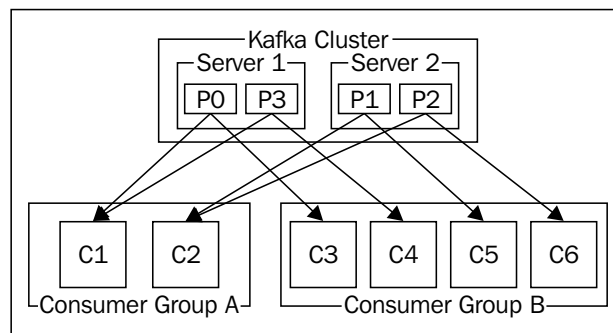 Kafka Cluster
Server 1 Server 2
P0 P3 P1 P2
C1 C2 C3 C4 C5 C6
Consumer Group A Consumer Group B